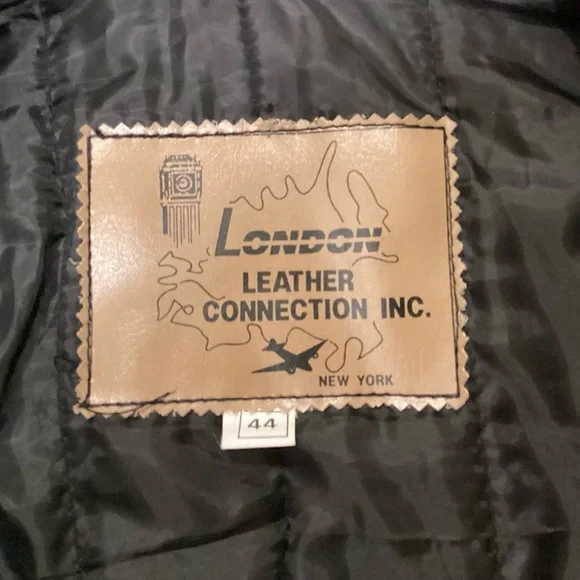 LONDON
LEATHER
CONNECTION INC.
NEW YORK
44